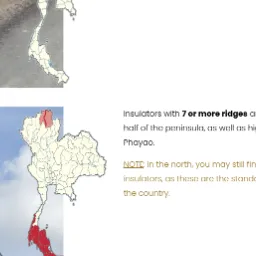 Insulators with 7 or more ridges a
half of the peninsula, as well as hi
Phayao.
NOTE: In the north, you may still fin
insulators, as these are the stand
the country.